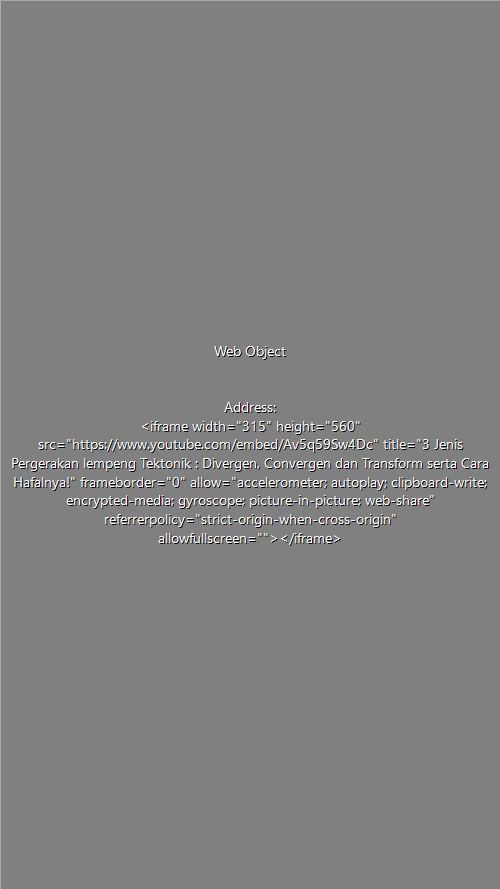 Web Object
Address:
<iframe width="315" height="560"
src="https://www.youtube.com/embed/Av5q59Sw4Dc" title="3 Jenis
Pergerakan lempeng Tektonik : Divergen, Convergen dan Transform serta Cara
Hafalnya!" frameborder="0" allow="accelerometer; autoplay; clipboard-write;
encrypted-media; gyroscope; picture-in-picture; web-share"
referrerpolicy="strict-origin-when-cross-origin"
allowfullscreen=""></iframe>